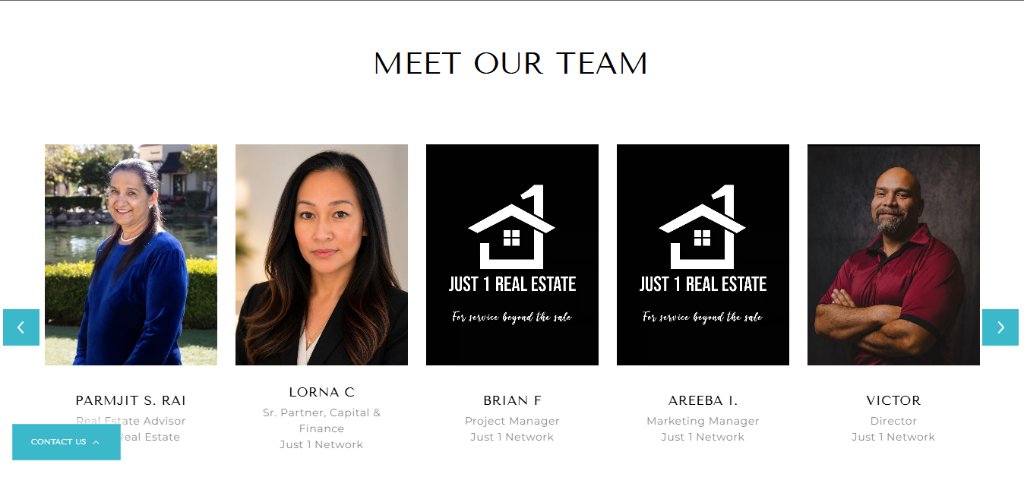 MEET OUR TEAM
JUST 1 REAL ESTATE
For service beyond the sale
JUST 1 REAL ESTATE
For service beyond the sale
PARMJIT S. RAI
Real Estate Advisor
Real Estate
LORNA C
Sr. Partner, Capital &
Finance
Just 1 Network
BRIAN F
Project Manager
Just 1 Network
AREEBA I.
Marketing Manager
Just 1 Network
VICTOR
Director
Just 1 Network
CONTACT US